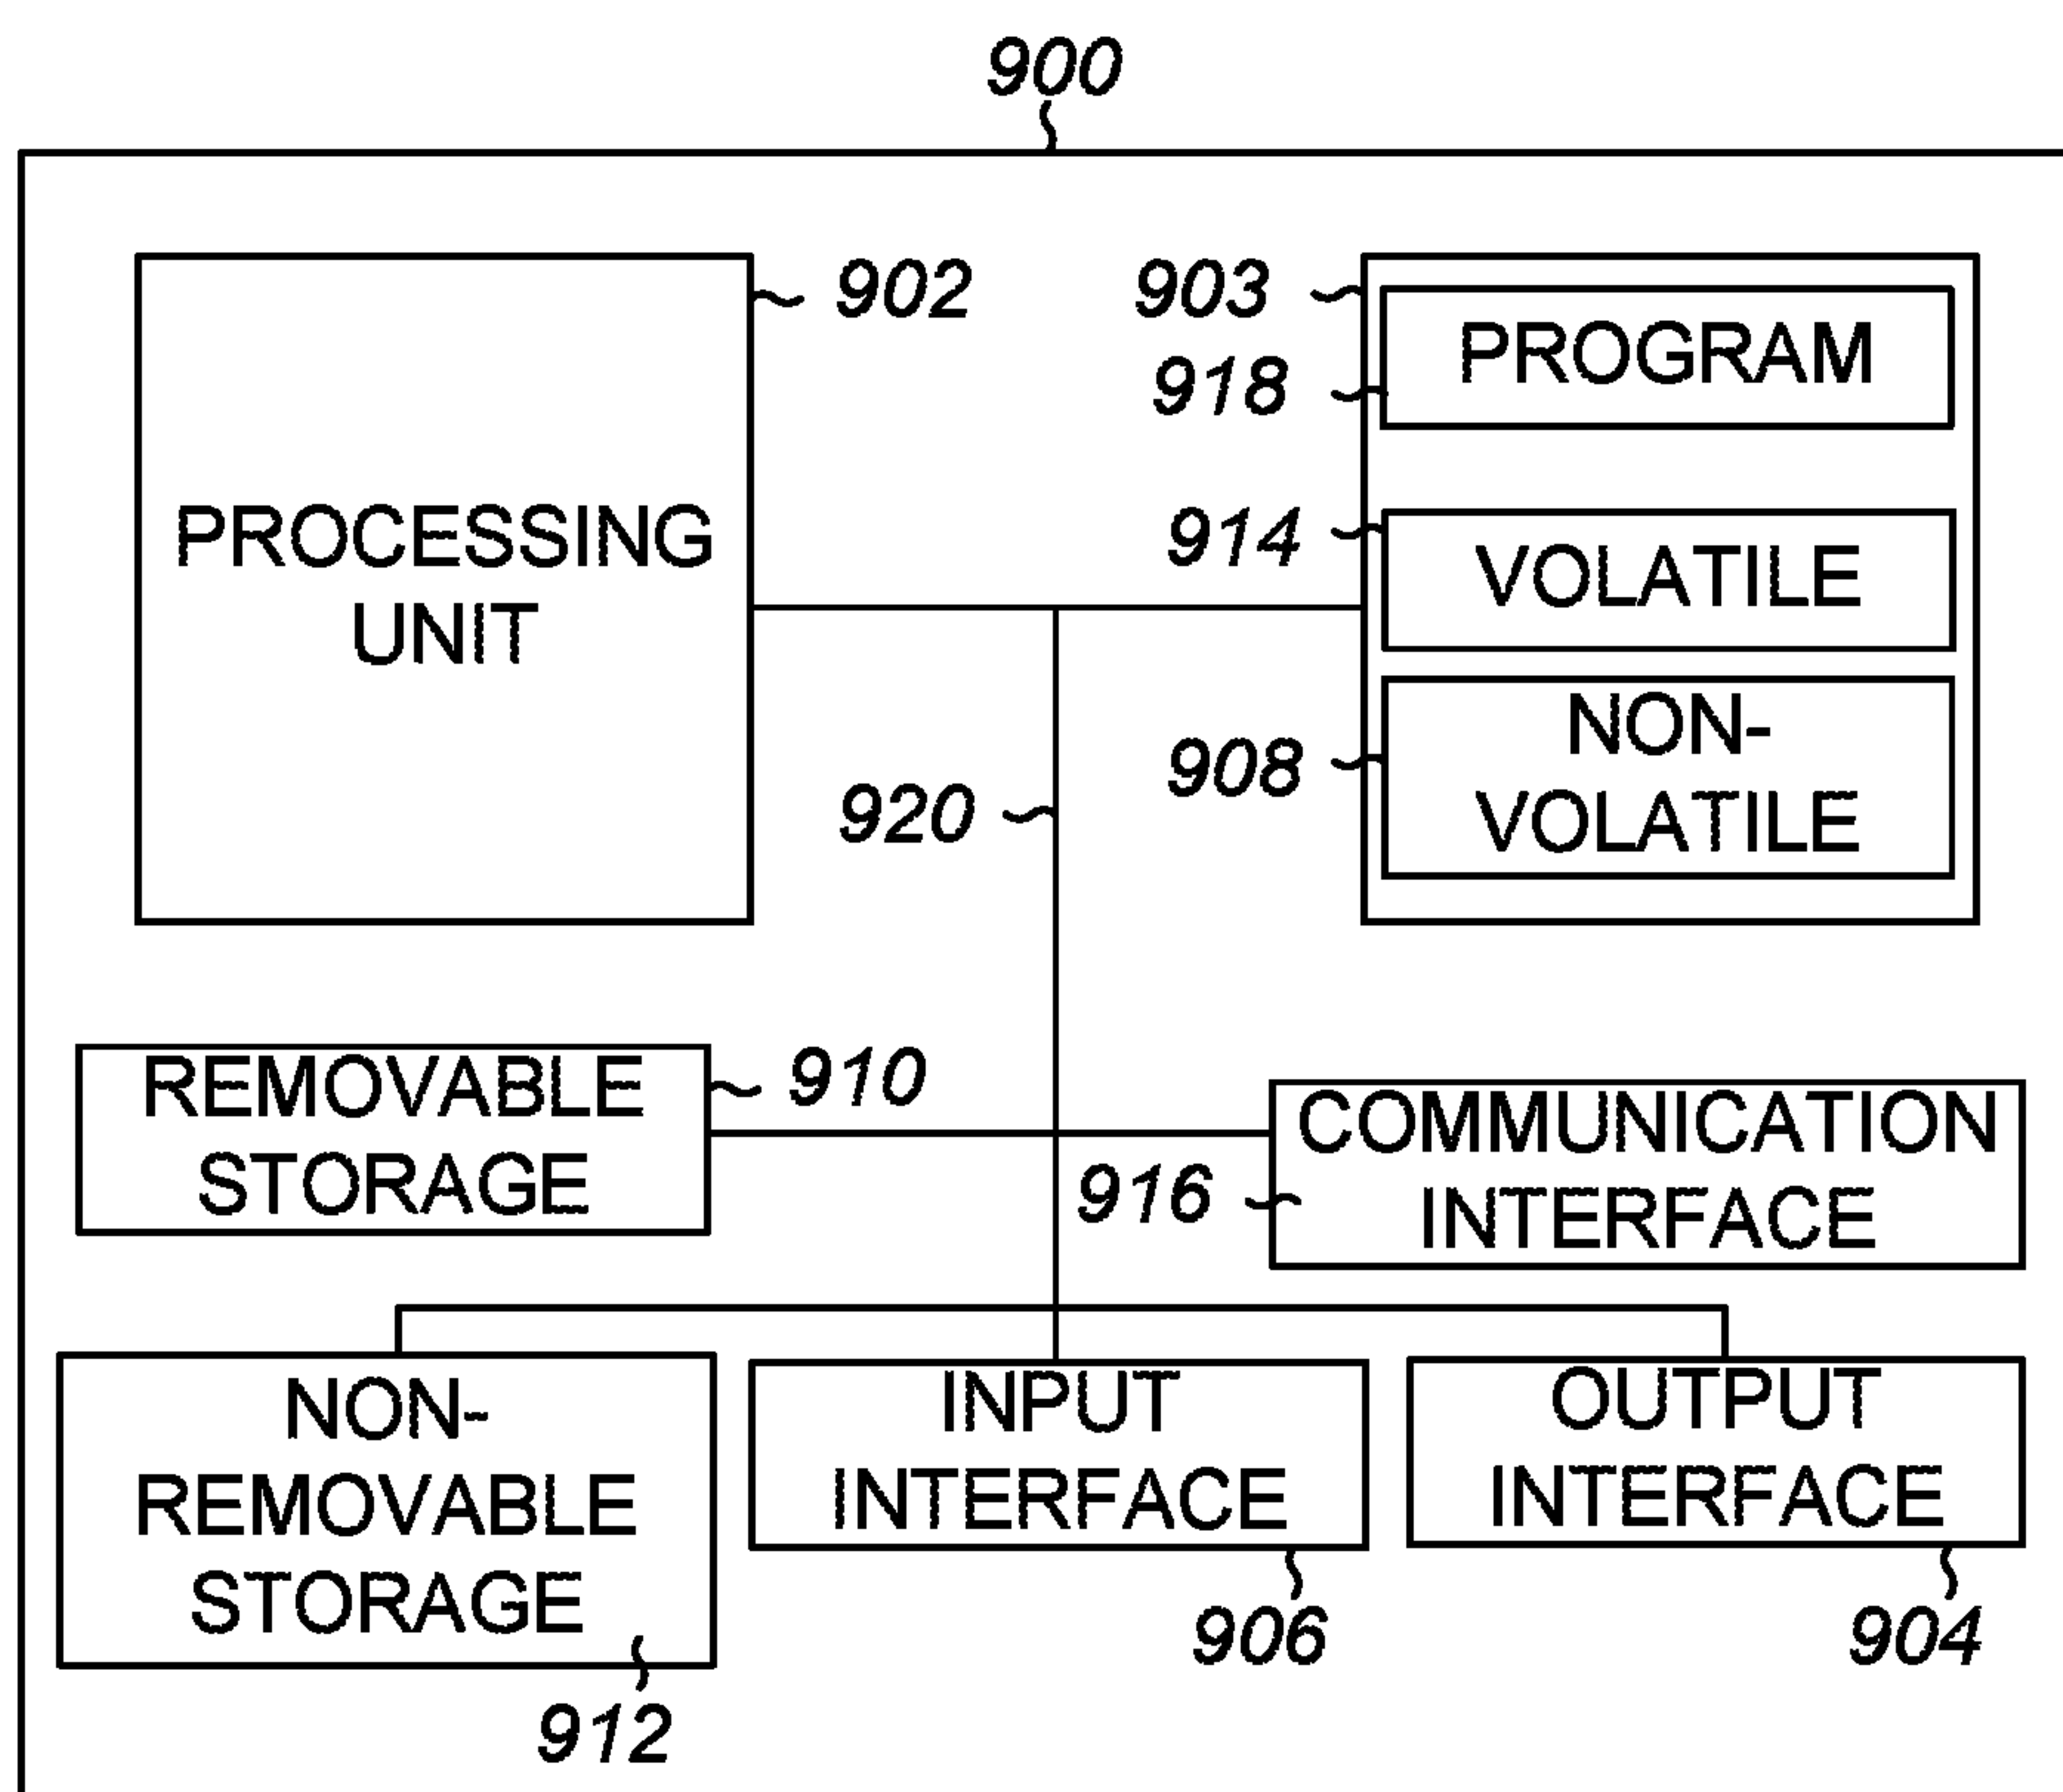 900
902
903
PROGRAM
918
PROCESSING
UNIT
914
VOLATILE
908
NON-
VOLATILE
920
REMOVABLE
STORAGE
910
COMMUNICATION
INTERFACE
916
NON-
REMOVABLE
STORAGE
912
INPUT
INTERFACE
906
OUTPUT
INTERFACE
904